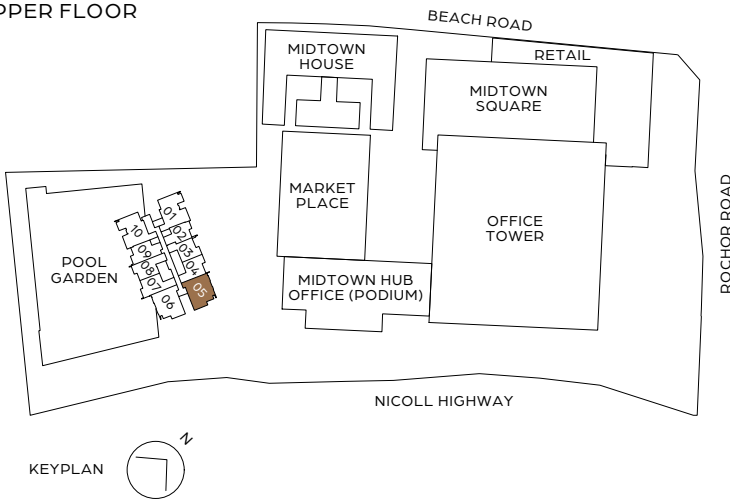 PPER FLOOR
BEACH ROAD
MIDTOWN
HOUSE
RETAIL
MIDTOWN
SQUARE
MARKET
PLACE
OFFICE
TOWER
ROCHOR ROAD
POOL
GARDEN
01
02
03
04
05
10
09
08
07
06
MIDTOWN HUB
OFFICE (PODIUM)
NICOLL HIGHWAY
N
KEYPLAN